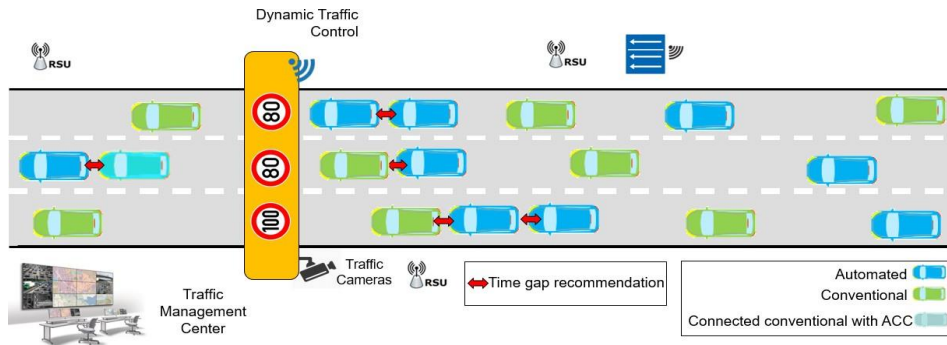 Dynamic Traffic
Control
RSU
RSU
80
80
100
Traffic
Management
Center
Traffic
Cameras
RSU
Time gap recommendation
Automated
Conventional
Connected conventional with ACC